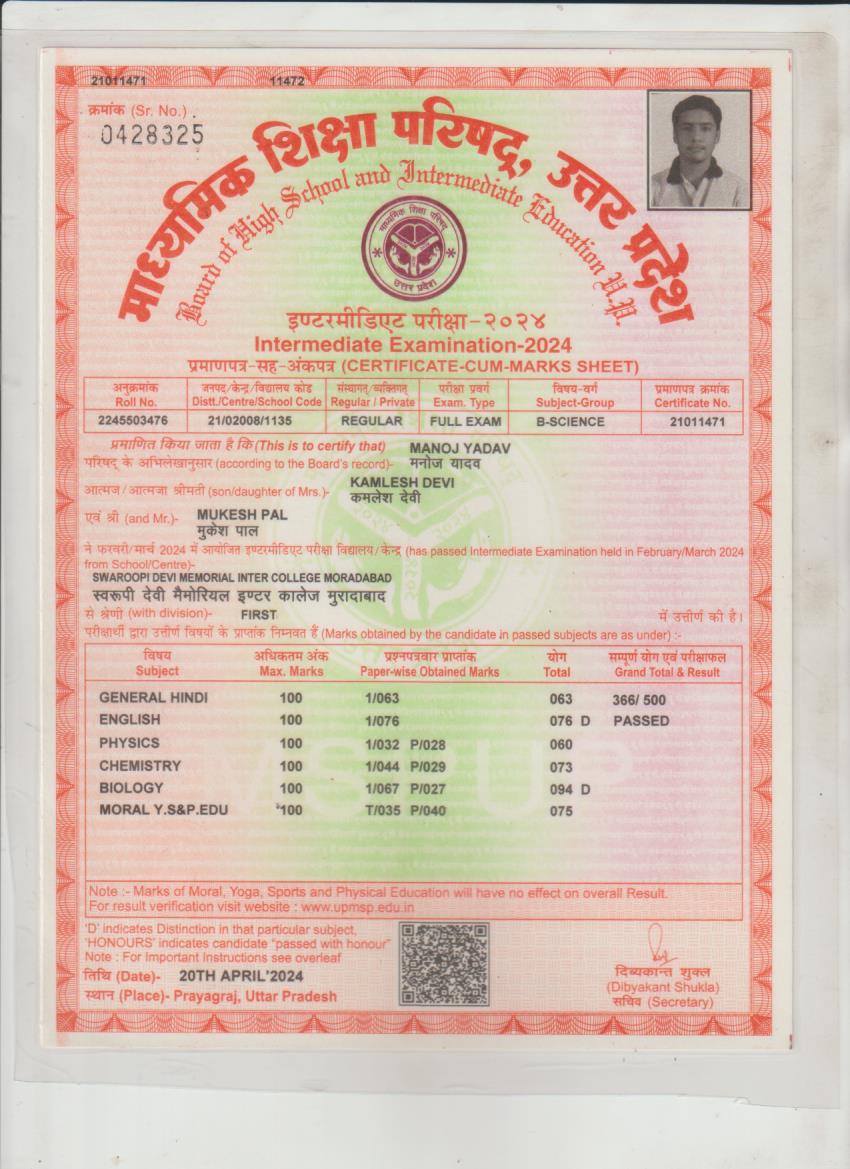 21011471 11472
क्रमांक (Sr. No.)
0428325
माध्यमिक शिक्षा परिषद्, उत्तर प्रदेश
Board of High School and Intermediate Education U.P.
माध्यमिक शिक्षा परिषद्
उत्तर प्रदेश
इण्टरमीडिएट परीक्षा-२०२४
Intermediate Examination-2024
प्रमाणपत्र-सह-अंकपत्र (CERTIFICATE-CUM-MARKS SHEET)
अनुक्रमांक जनपद/केन्द्र/विद्यालय कोड संस्थागत/व्यक्तिगत परीक्षा प्रवर्ग विषय-वर्ग प्रमाणपत्र क्रमांक
Roll No. Distt./Centre/School Code Regular / Private Exam. Type Subject-Group Certificate No.
2245503476 21/02008/1135 REGULAR FULL EXAM B-SCIENCE 21011471
प्रमाणित किया जाता है कि (This is to certify that) MANOJ YADAV
परिषद् के अभिलेखानुसार (according to the Board's record)- मनोज यादव
आत्मज/आत्मजा श्रीमती (son/daughter of Mrs.)- KAMLESH DEVI
कमलेश देवी
एवं श्री (and Mr.)- MUKESH PAL
मुकेश पाल
ने फरवरी/मार्च 2024 में आयोजित इण्टरमीडिएट परीक्षा विद्यालय/केन्द्र (has passed Intermediate Examination held in February/March 2024
from School/Centre)-
SWAROOPI DEVI MEMORIAL INTER COLLEGE MORADABAD
स्वरूपी देवी मैमोरियल इण्टर कालेज मुरादाबाद
से श्रेणी (with division)- FIRST में उत्तीर्ण की है।
परीक्षार्थी द्वारा उत्तीर्ण विषयों के प्राप्तांक निम्नवत हैं (Marks obtained by the candidate in passed subjects are as under) :-
विषय अधिकतम अंक प्रश्नपत्रवार प्राप्तांक योग सम्पूर्ण योग एवं परीक्षाफल
Subject Max. Marks Paper-wise Obtained Marks Total Grand Total & Result
GENERAL HINDI 100 1/063 063 366/ 500
ENGLISH 100 1/076 076 D PASSED
PHYSICS 100 1/032 P/028 060
CHEMISTRY 100 1/044 P/029 073
BIOLOGY 100 1/067 P/027 094 D
MORAL Y.S&P.EDU *100 T/035 P/040 075
MSPUP
Note :- Marks of Moral, Yoga, Sports and Physical Education will have no effect on overall Result.
For result verification visit website : www.upmsp.edu.in
'D' indicates Distinction in that particular subject,
'HONOURS' indicates candidate "passed with honour"
Note : For Important Instructions see overleaf
तिथि (Date)- 20TH APRIL'2024
स्थान (Place)- Prayagraj, Uttar Pradesh
दिब्यकान्त शुक्ल
(Dibyakant Shukla)
सचिव (Secretary)